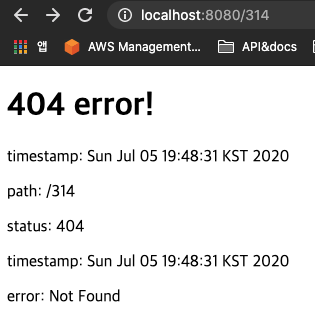 localhost:8080/314
앱 AWS Management... API&docs
404 error!
timestamp: Sun Jul 05 19:48:31 KST 2020
path: /314
status: 404
timestamp: Sun Jul 05 19:48:31 KST 2020
error: Not Found